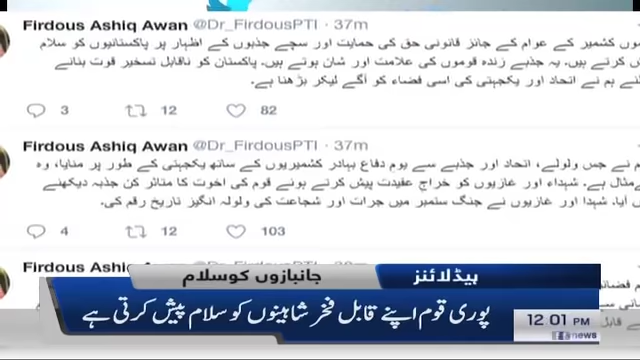 Firdous Ashiq Awan @Dr_FirdousPTI · 37m
کشمیر کے عوام کے جائز قانونی حق کی حمایت اور سچے جذبوں کے اظہار پر پاکستانیوں کو سلام
کرتے ہیں۔ یہ جذبے زندہ قوموں کی علامت اور شان ہوتے ہیں۔ پاکستان کو ناقابل تسخیر قوت بنانے
ہم نے اتحاد اور یکجہتی کی اسی فضاء کو آگے لیکر بڑھنا ہے۔
3 12 82
Firdous Ashiq Awan @Dr_FirdousPTI · 37m
نے جس ولولے، اتحاد اور جذبے سے یوم دفاع بہادر کشمیریوں کے ساتھ یکجہتی کے طور پر منایا، وہ
مثال ہے۔ شہداء اور غازیوں کو خراج عقیدت پیش کرتے ہوئے قوم کی اخوت کا متاثر کن جذبہ دیکھنے
آیا۔ شہدا اور غازیوں نے جنگ ستمبر میں جرات اور شجاعت کی ولولہ انگیز تاریخ رقم کی۔
4 12 103
Firdous Ashiq Awan
ہیڈلائنز
جانبازوں کو سلام
پوری قوم اپنے قابل فخر شاہینوں کو سلام پیش کرتی ہے
12:01 PM
news